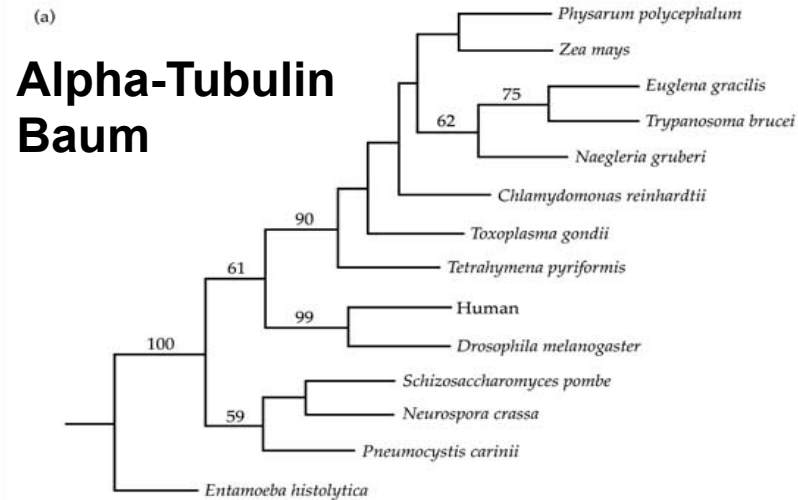 (a)
Alpha-Tubulin
Baum
Physarum polycephalum
Zea mays
75
Euglena gracilis
62
Trypanosoma brucei
Naegleria gruberi
Chlamydomonas reinhardtii
90
Toxoplasma gondii
61
Tetrahymena pyriformis
99
Human
Drosophila melanogaster
100
Schizosaccharomyces pombe
59
Neurospora crassa
Pneumocystis carinii
Entamoeba histolytica